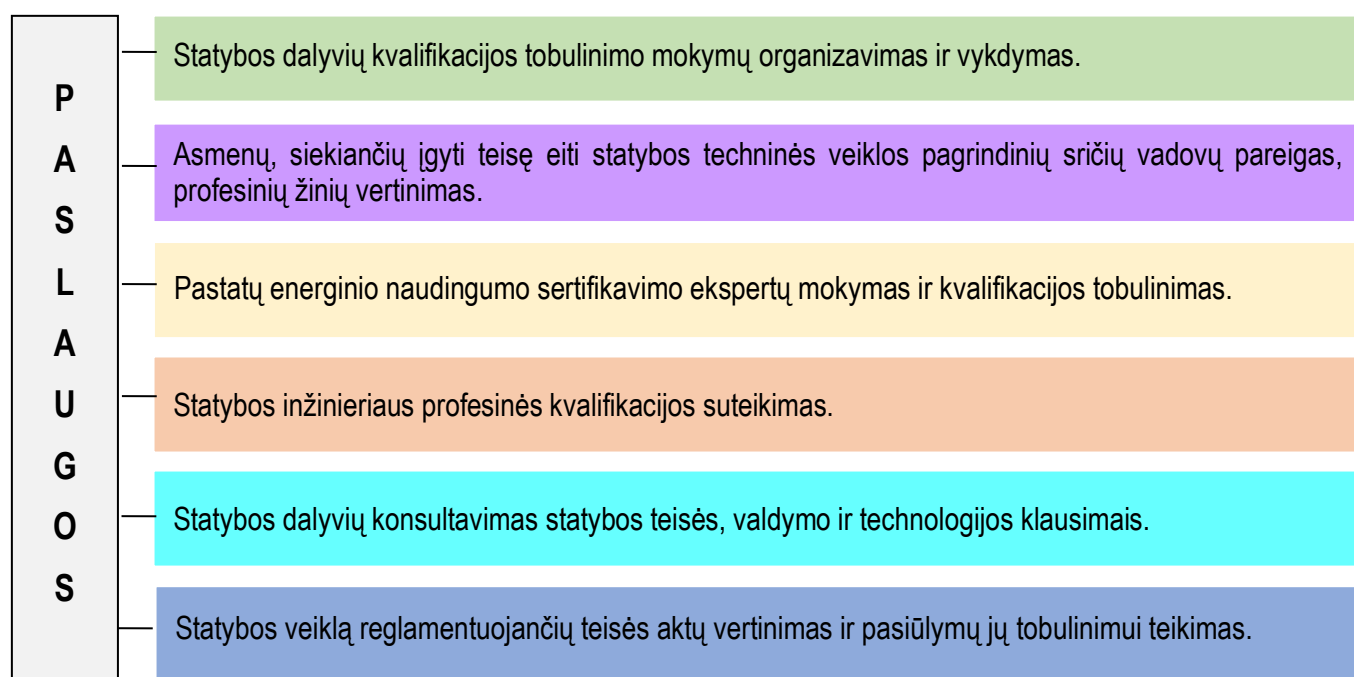 PASLAUGOS
Statybos dalyvių kvalifikacijos tobulinimo mokymų organizavimas ir vykdymas.
Asmenų, siekiančių įgyti teisę eiti statybos techninės veiklos pagrindinių sričių vadovų pareigas,
profesinių žinių vertinimas.
Pastatų energinio naudingumo sertifikavimo ekspertų mokymas ir kvalifikacijos tobulinimas.
Statybos inžinieriaus profesinės kvalifikacijos suteikimas.
Statybos dalyvių konsultavimas statybos teisės, valdymo ir technologijos klausimais.
Statybos veiklą reglamentuojančių teisės aktų vertinimas ir pasiūlymų jų tobulinimui teikimas.